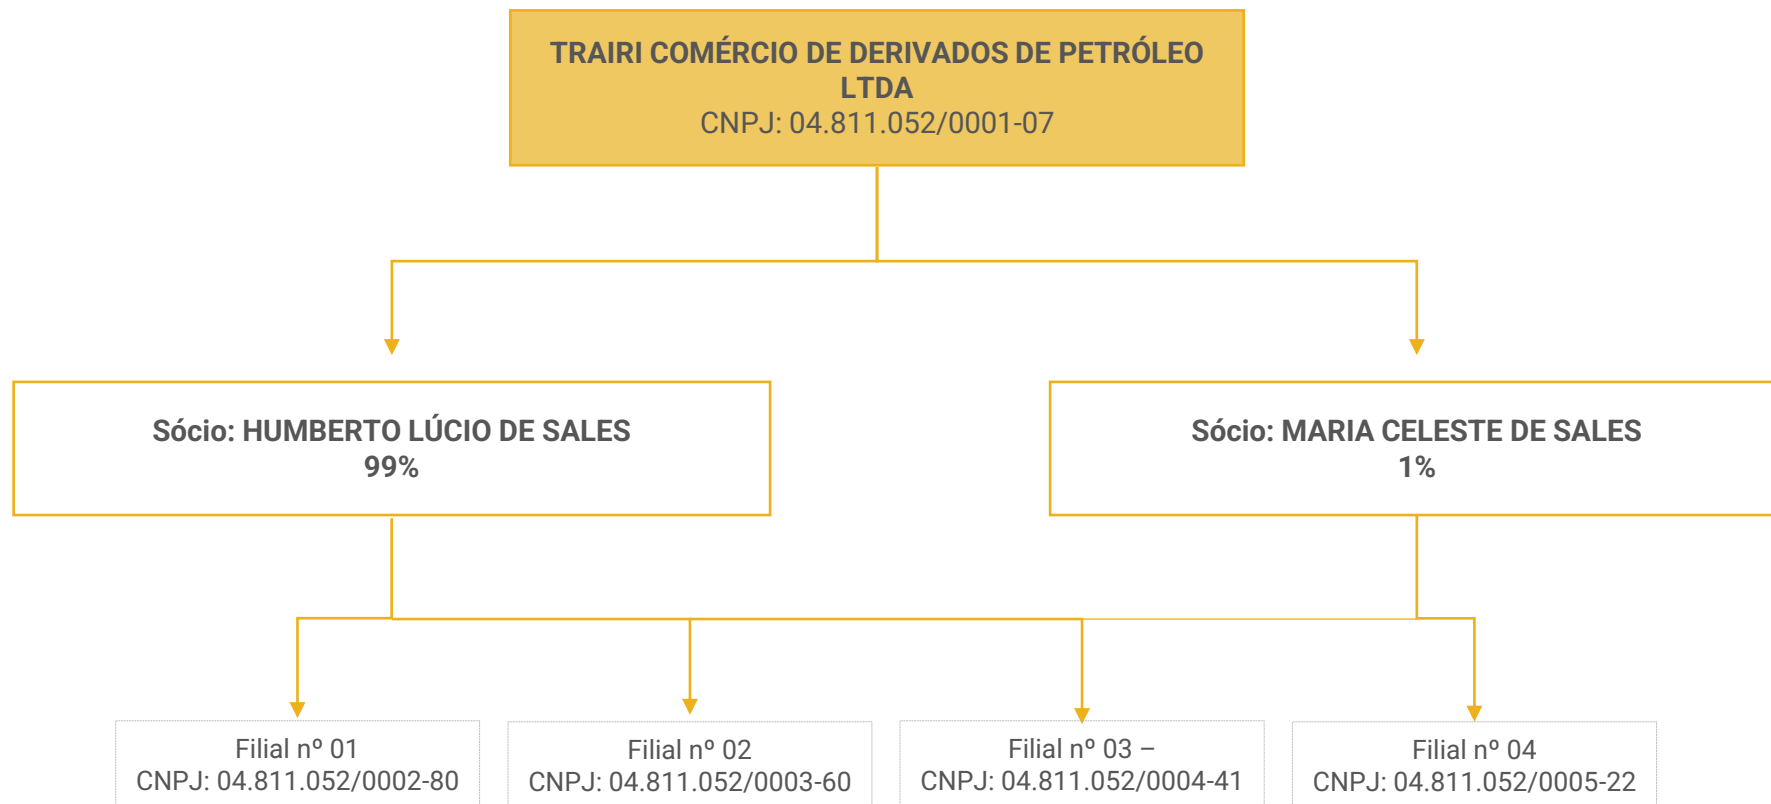 TRAIRI COMÉRCIO DE DERIVADOS DE PETRÓLEO
LTDA
CNPJ: 04.811.052/0001-07
Sócio: HUMBERTO LÚCIO DE SALES
99%
Sócio: MARIA CELESTE DE SALES
1%
Filial nº 01
CNPJ: 04.811.052/0002-80
Filial nº 02
CNPJ: 04.811.052/0003-60
Filial nº 03 –
CNPJ: 04.811.052/0004-41
Filial nº 04
CNPJ: 04.811.052/0005-22